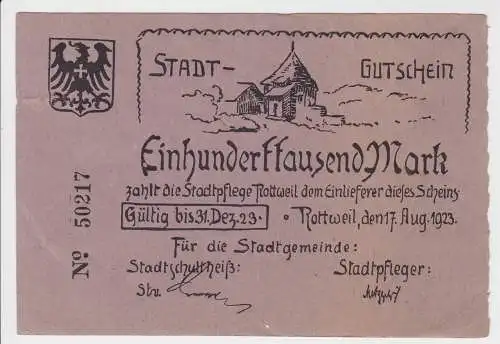 STADT- GUTSCHEIN
Einhunderttausend Mark
zahlt die Stadtpflege Rottweil dem Einlieferer dieses Scheins
Gültig bis 31. Dez. 23. • Rottweil, den 17. Aug. 1923.
Für die Stadtgemeinde:
Stadtschultheiß: Stadtpfleger:
Stv.
No 50217